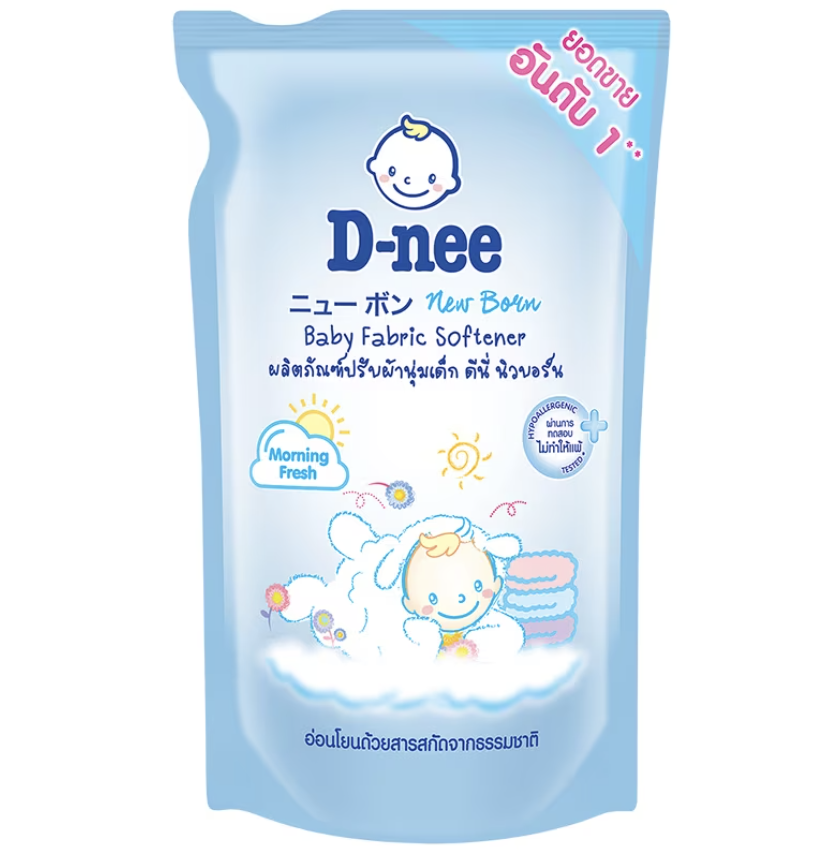 ยอดขาย
อันดับ 1**
D-nee
ニュー ボン New Born
Baby Fabric Softener
ผลิตภัณฑ์ปรับผ้านุ่มเด็ก ดีนี่ นิวบอร์น
Morning
Fresh
HYPOALLERGENIC
ผ่านการ
ทดสอบ
ไม่ทำให้แพ้
TESTED
อ่อนโยนด้วยสารสกัดจากธรรมชาติ